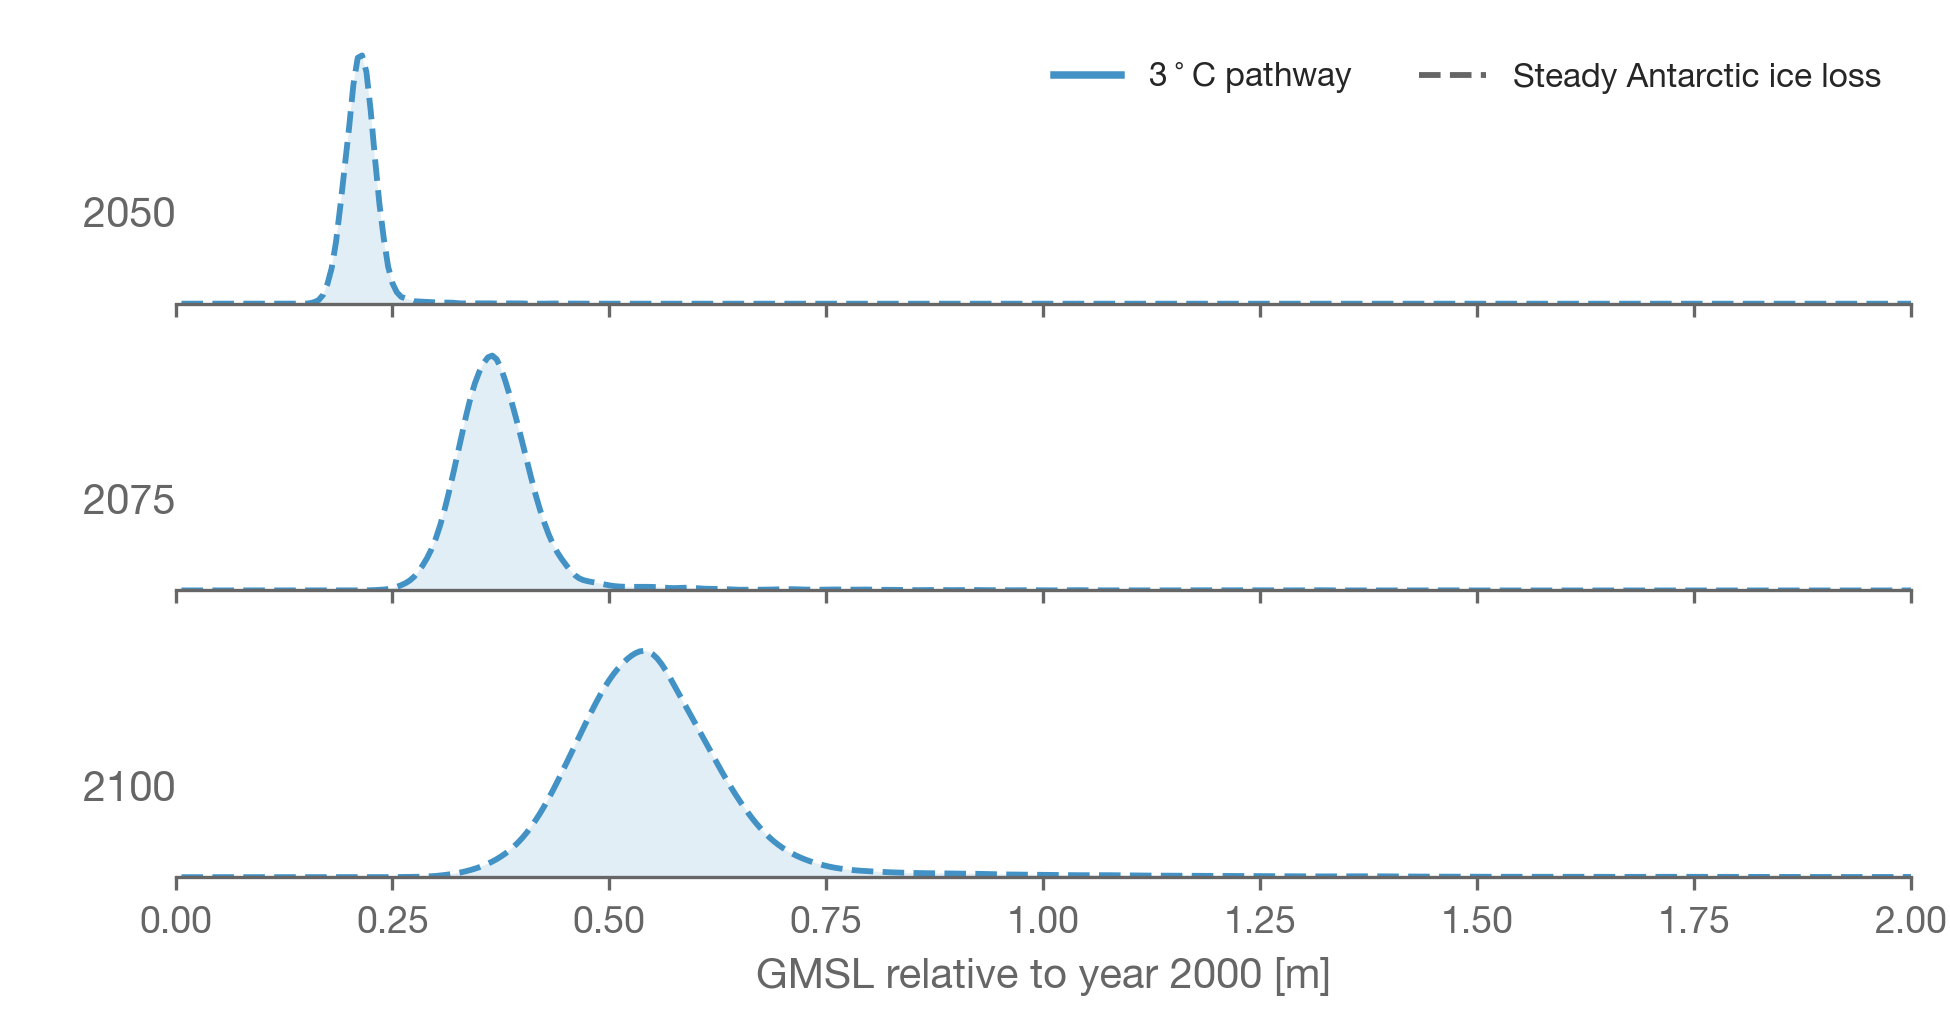 3°C pathway
Steady Antarctic ice loss
2050
2075
2100
0.00 0.25 0.50 0.75 1.00 1.25 1.50 1.75 2.00
GMSL relative to year 2000 [m]